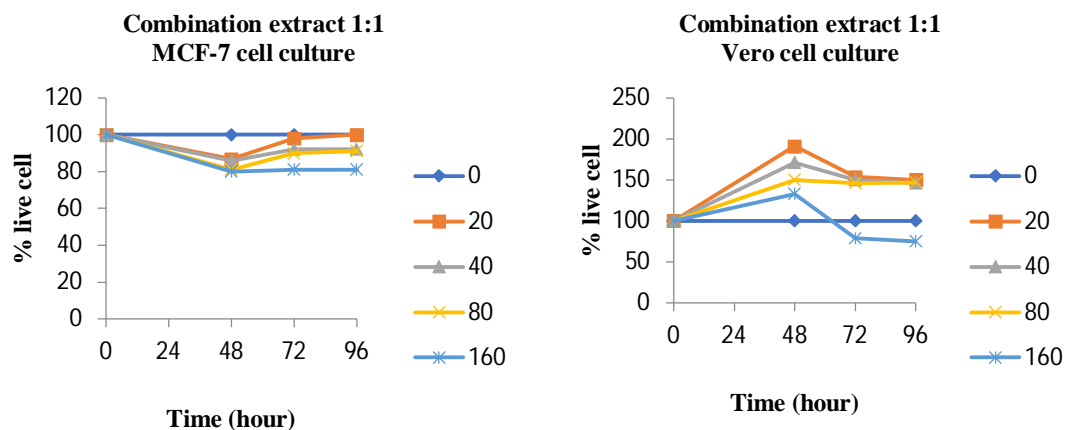 Combination extract 1:1
MCF-7 cell culture
120
100
80
60
40
20
0
0 24 48 72 96
% live cell
Time (hour)
0
20
40
80
160
Combination extract 1:1
Vero cell culture
250
200
150
100
50
0
0 24 48 72 96
% live cell
Time (hour)
0
20
40
80
160